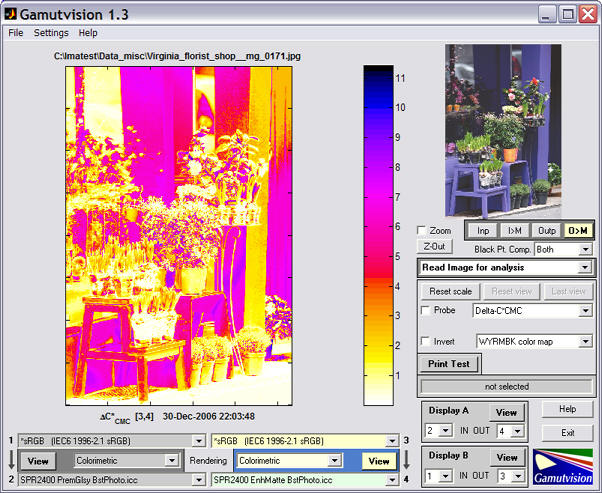 Gamutvision 1.3
File Settings Help
C:\Imatest\Data_misc\Virginia_florist_shop__mg_0171.jpg
11
10
9
8
7
6
5
4
3
2
1
ΔC*CMC [3,4] 30-Dec-2006 22:03:48
Zoom
Inp I>M Outp O>M
Z-Out
Black Pt. Comp. Both
Read Image for analysis
Reset scale Reset view Last view
Probe Delta-C*CMC
Invert WYRMBK color map
Print Test
not selected
Display A View
2 IN OUT 4
Help
Exit
Display B View
1 IN OUT 3
Gamutvision
1 *sRGB (IEC6 1996-2.1 sRGB) *sRGB (IEC6 1996-2.1 sRGB) 3
View Colorimetric Rendering Colorimetric View
2 SPR2400 PremGlsy BstPhoto.icc SPR2400 EnhMatte BstPhoto.icc 4